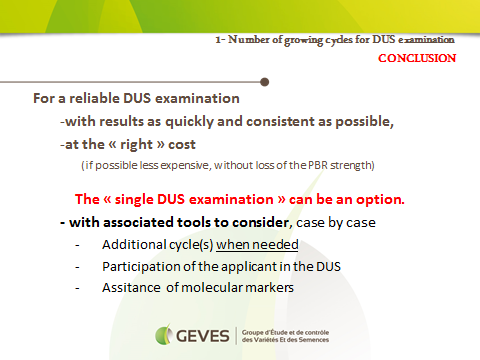 1- Number of growing cycles for DUS examination
CONCLUSION
For a reliable DUS examination
-with results as quickly and consistent as possible,
-at the « right » cost
( if possible less expensive, without loss of the PBR strength)
The « single DUS examination » can be an option.
- with associated tools to consider, case by case
- Additional cycle(s) when needed
- Participation of the applicant in the DUS
- Assitance of molecular markers
GEVES
Groupe d'Étude et de contrôle
des Variétés Et des Semences